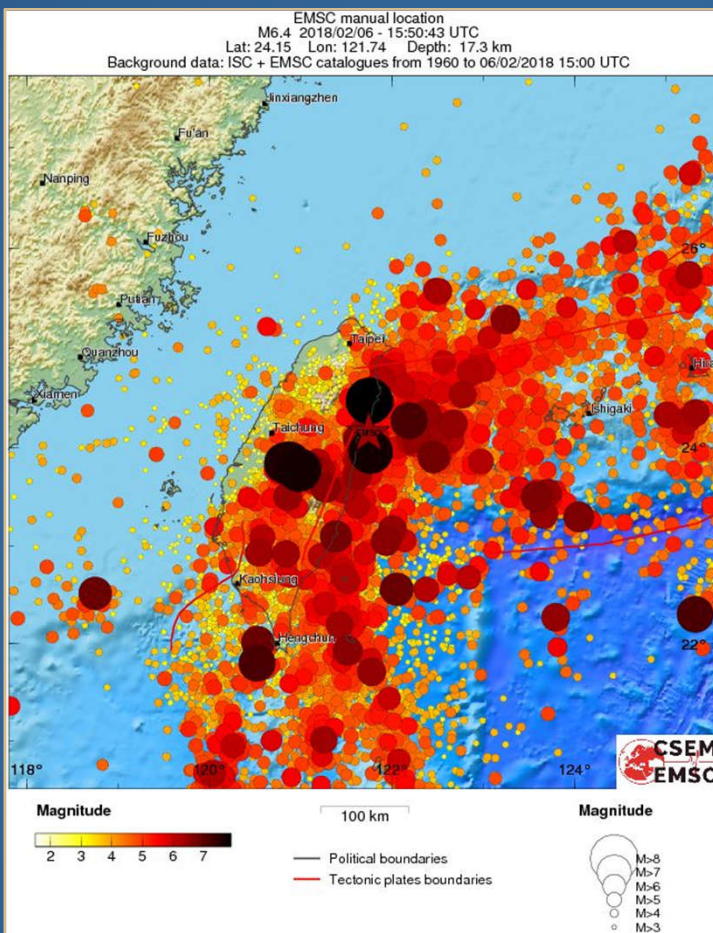 EMSC manual location
M6.4 2018/02/06 - 15:50:43 UTC
Lat: 24.15 Lon: 121.74 Depth: 17.3 km
Background data: ISC + EMSC catalogues from 1960 to 06/02/2018 15:00 UTC
Jinxiangzhen
Fu'an
Nanping
Fuzhou
26°
Putian
Taipei
Quanzhou
Xiamen
Ishigaki
Taichung
24°
Kaohsiung
Hengchun
22°
CSEM
EMSC
118°
120°
122°
124°
Magnitude
2 3 4 5 6 7
100 km
Political boundaries
Tectonic plates boundaries
Magnitude
M>8
M>7
M>6
M>5
M>4
M>3